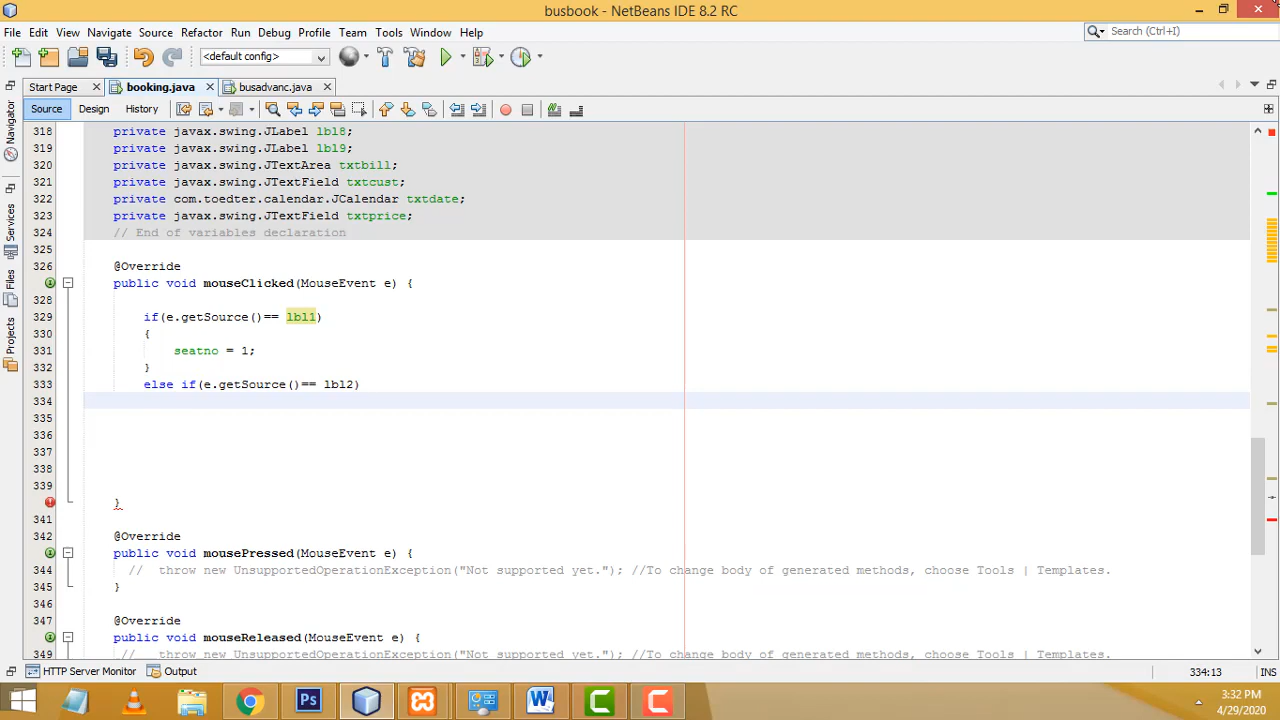 busbook - NetBeans IDE 8.2 RC
File Edit View Navigate Source Refactor Run Debug Profile Team Tools Window Help
Search (Ctrl+I)
<default config>
Start Page booking.java busadvanc.java
Source Design History
Navigator
Services
Files
Projects
318 private javax.swing.JLabel lbl8;
319 private javax.swing.JLabel lbl9;
320 private javax.swing.JTextArea txtbill;
321 private javax.swing.JTextField txtcust;
322 private com.toedter.calendar.JCalendar txtdate;
323 private javax.swing.JTextField txtprice;
324 // End of variables declaration
325
326 @Override
public void mouseClicked(MouseEvent e) {
328
329 if(e.getSource()== lbl1)
330 {
331 seatno = 1;
332 }
333 else if(e.getSource()== lbl2)
334
335
336
337
338
339
}
341
342 @Override
public void mousePressed(MouseEvent e) {
344 // throw new UnsupportedOperationException("Not supported yet."); //To change body of generated methods, choose Tools | Templates.
345 }
346
347 @Override
public void mouseReleased(MouseEvent e) {
349 // throw new UnsupportedOperationException("Not supported yet."); //To change body of generated methods, choose Tools | Templates.
HTTP Server Monitor Output
334:13 INS
Ps W C C
3:32 PM
4/29/2020